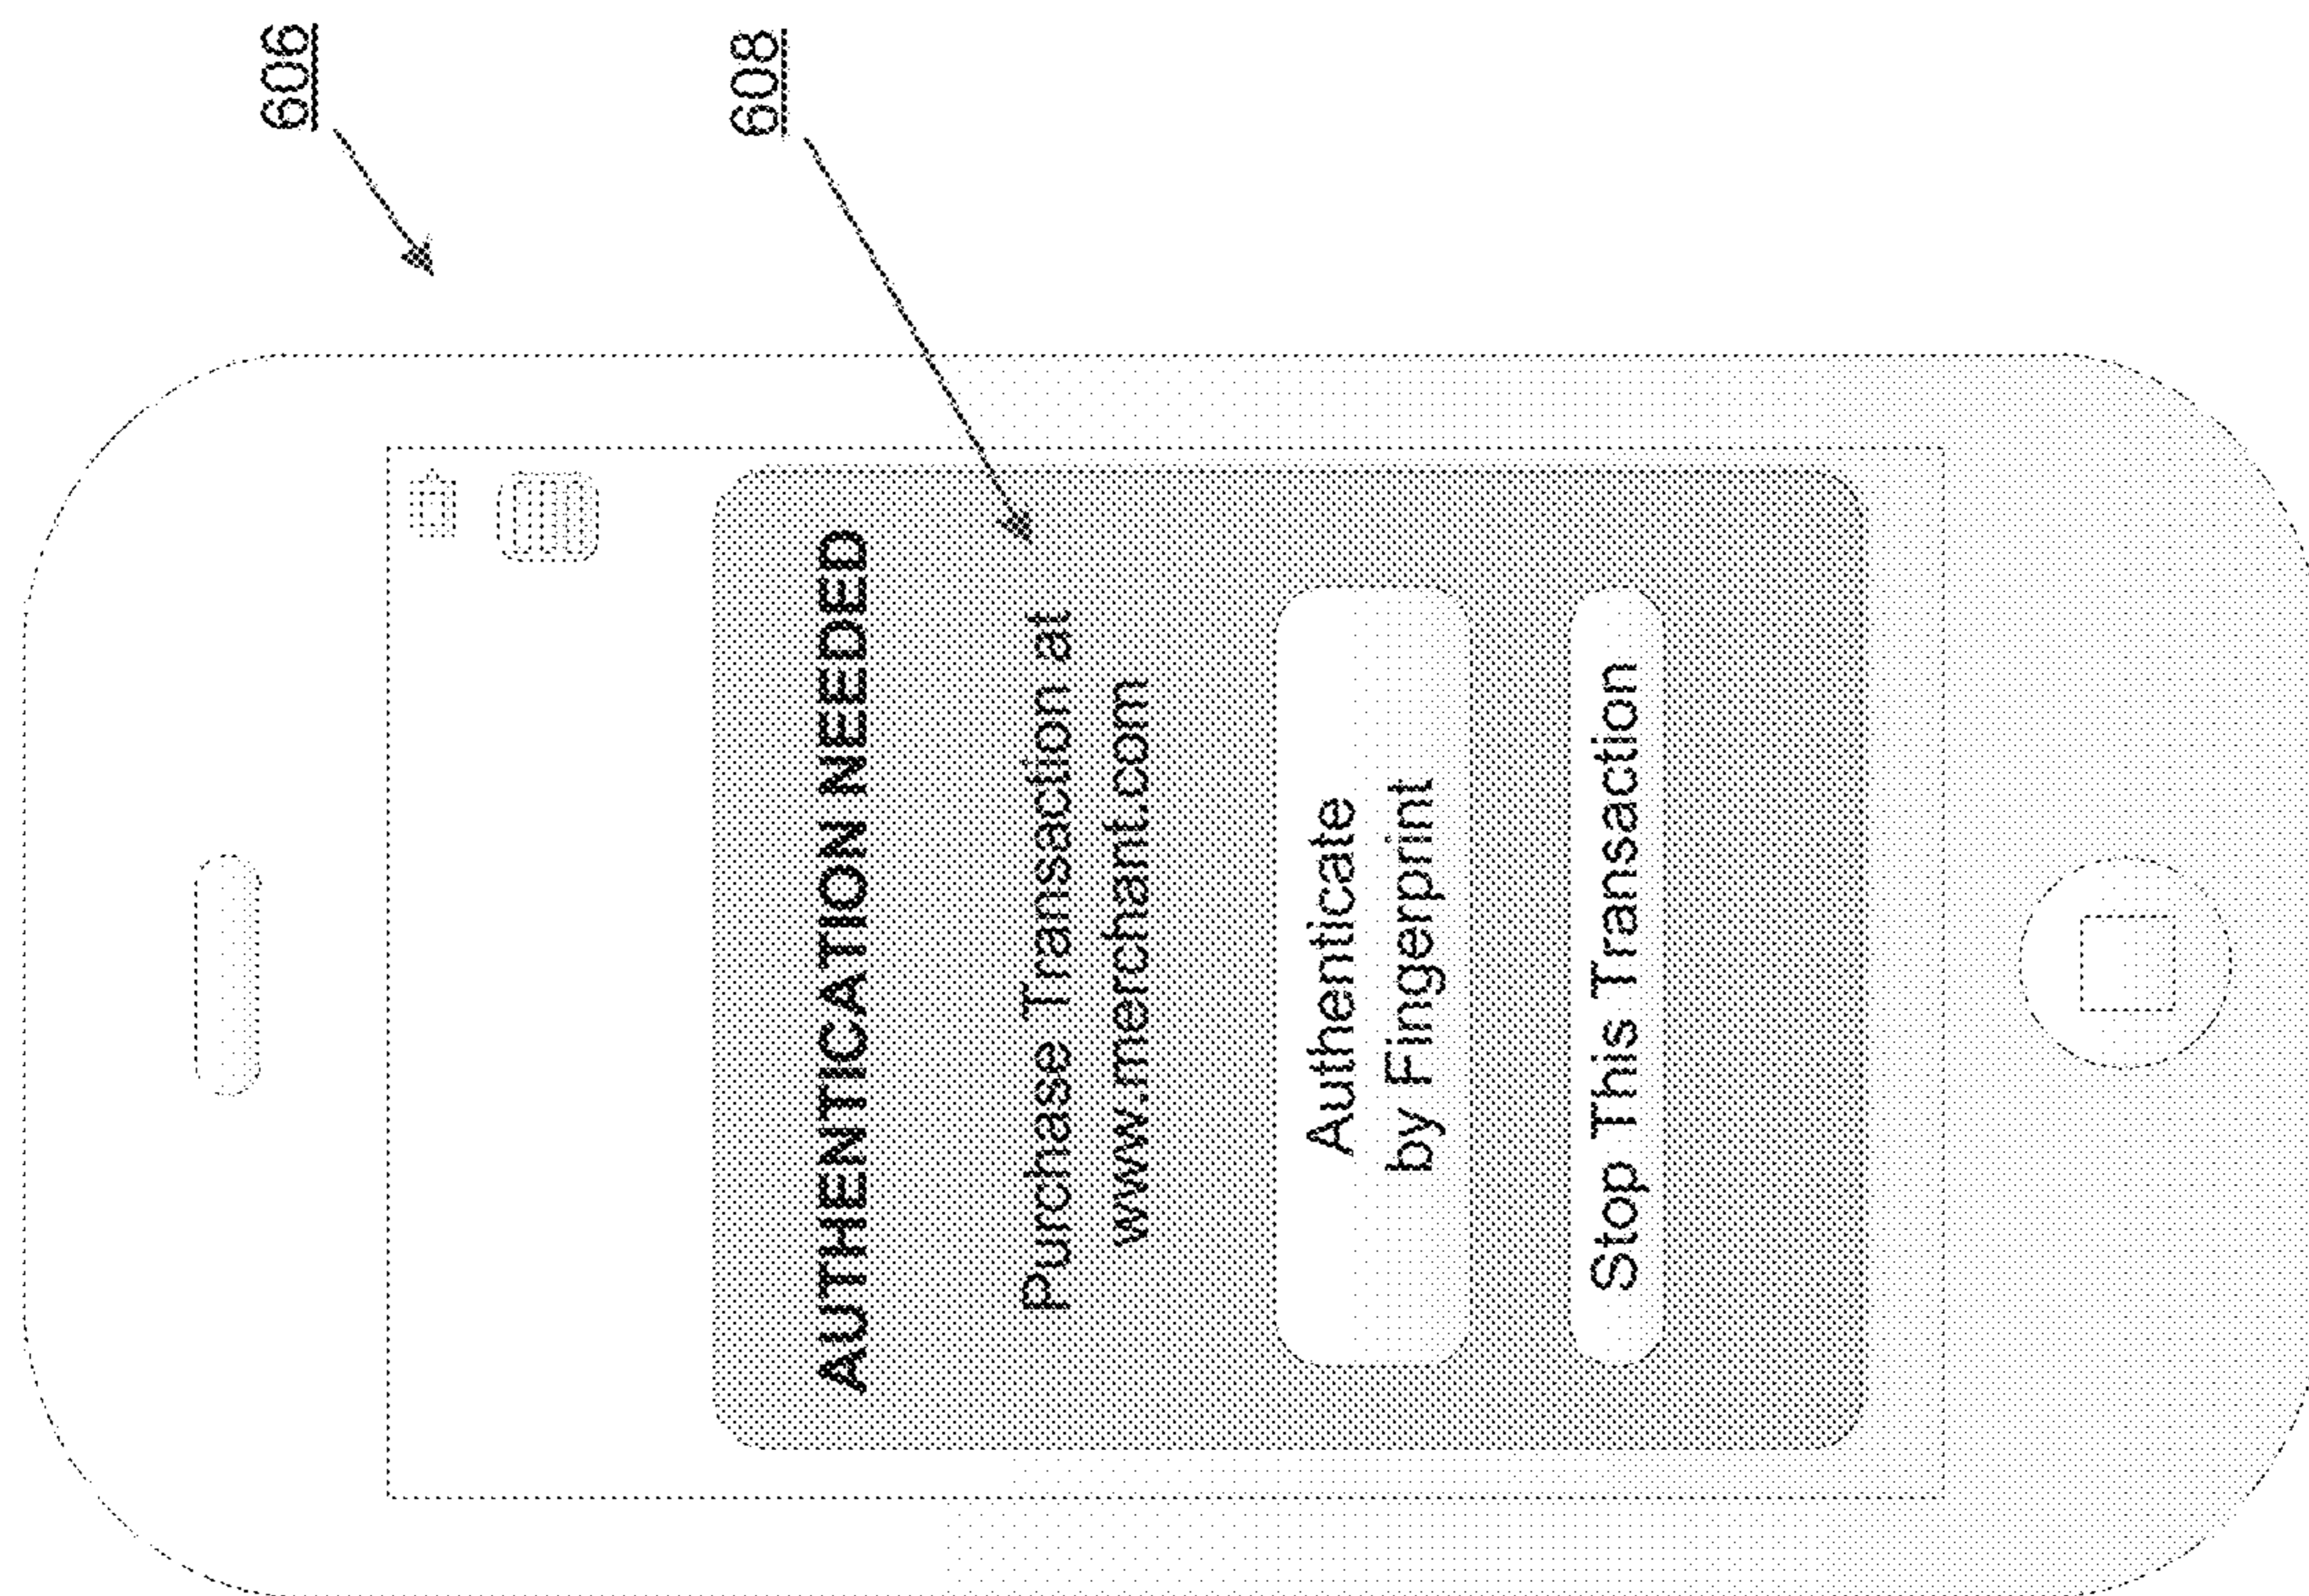 606
608
AUTHENTICATION NEEDED
Purchase Transaction at
www.merchant.com
Authenticate
by Fingerprint
Stop This Transaction